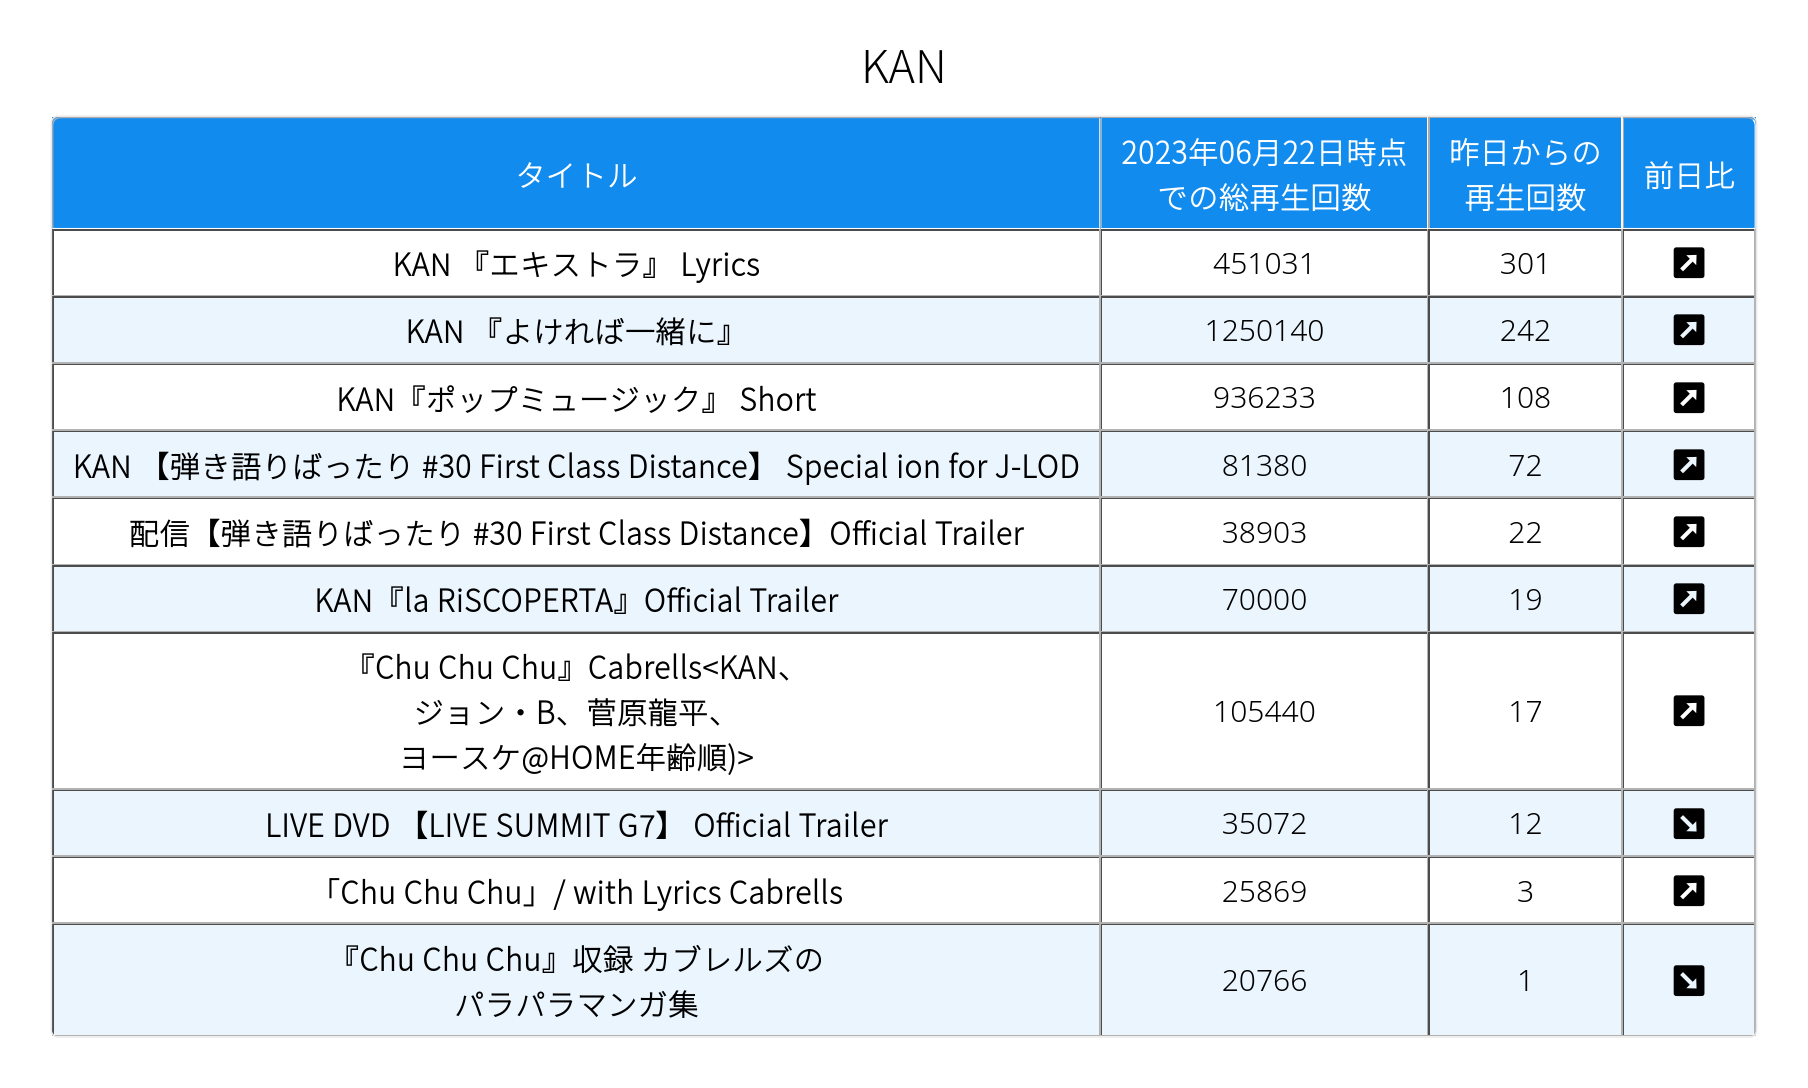 KAN
タイトル
2023年06月22日時点
での総再生回数
昨日からの
再生回数
前日比
KAN 『エキストラ』 Lyrics
451031
301
KAN 『よければ一緒に』
1250140
242
KAN『ポップミュージック』 Short
936233
108
KAN 【弾き語りばったり #30 First Class Distance】 Special ion for J-LOD
81380
72
配信【弾き語りばったり #30 First Class Distance】Official Trailer
38903
22
KAN『la RiSCOPERTA』Official Trailer
70000
19
『Chu Chu Chu』Cabrells<KAN、
ジョン・B、菅原龍平、
ヨースケ@HOME年齢順)>
105440
17
LIVE DVD 【LIVE SUMMIT G7】 Official Trailer
35072
12
「Chu Chu Chu」/ with Lyrics Cabrells
25869
3
『Chu Chu Chu』収録 カブレルズの
パラパラマンガ集
20766
1